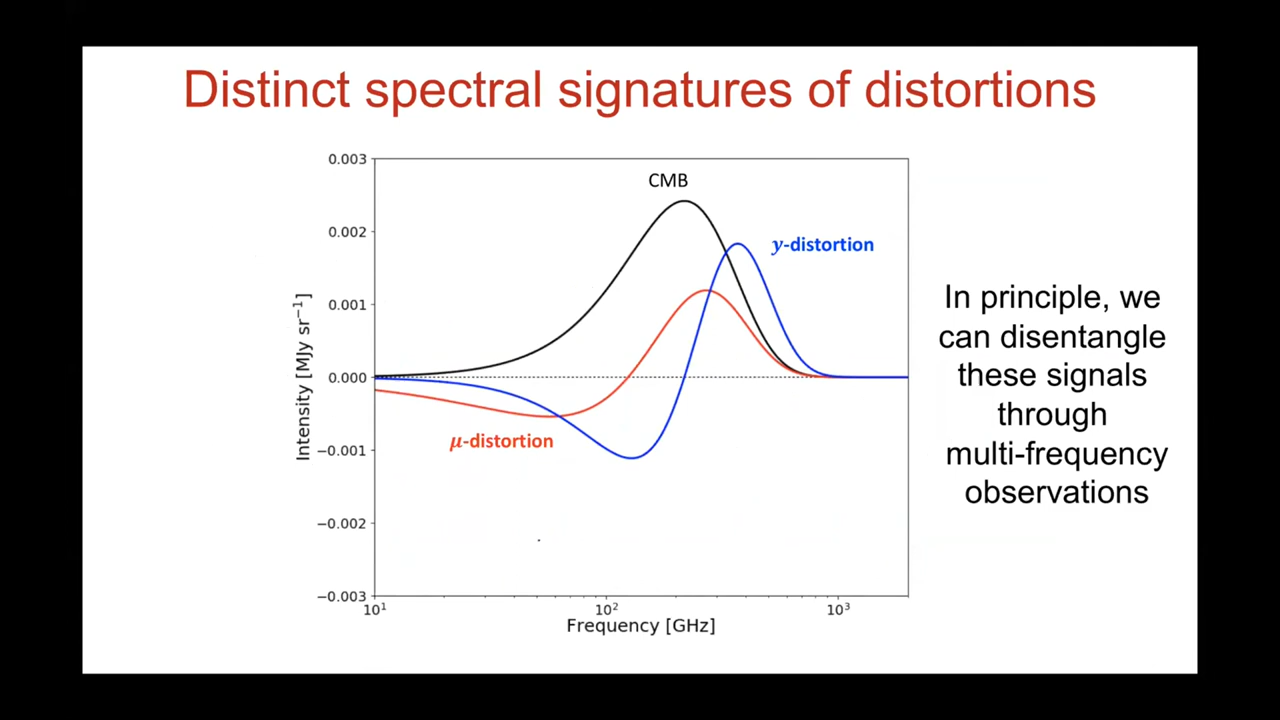 Distinct spectral signatures of distortions
0.003
0.002
0.001
0.000
−0.001
−0.002
−0.003
Intensity [MJy sr⁻¹]
CMB
y-distortion
μ-distortion
10¹
10²
10³
Frequency [GHz]
In principle, we
can disentangle
these signals
through
multi-frequency
observations